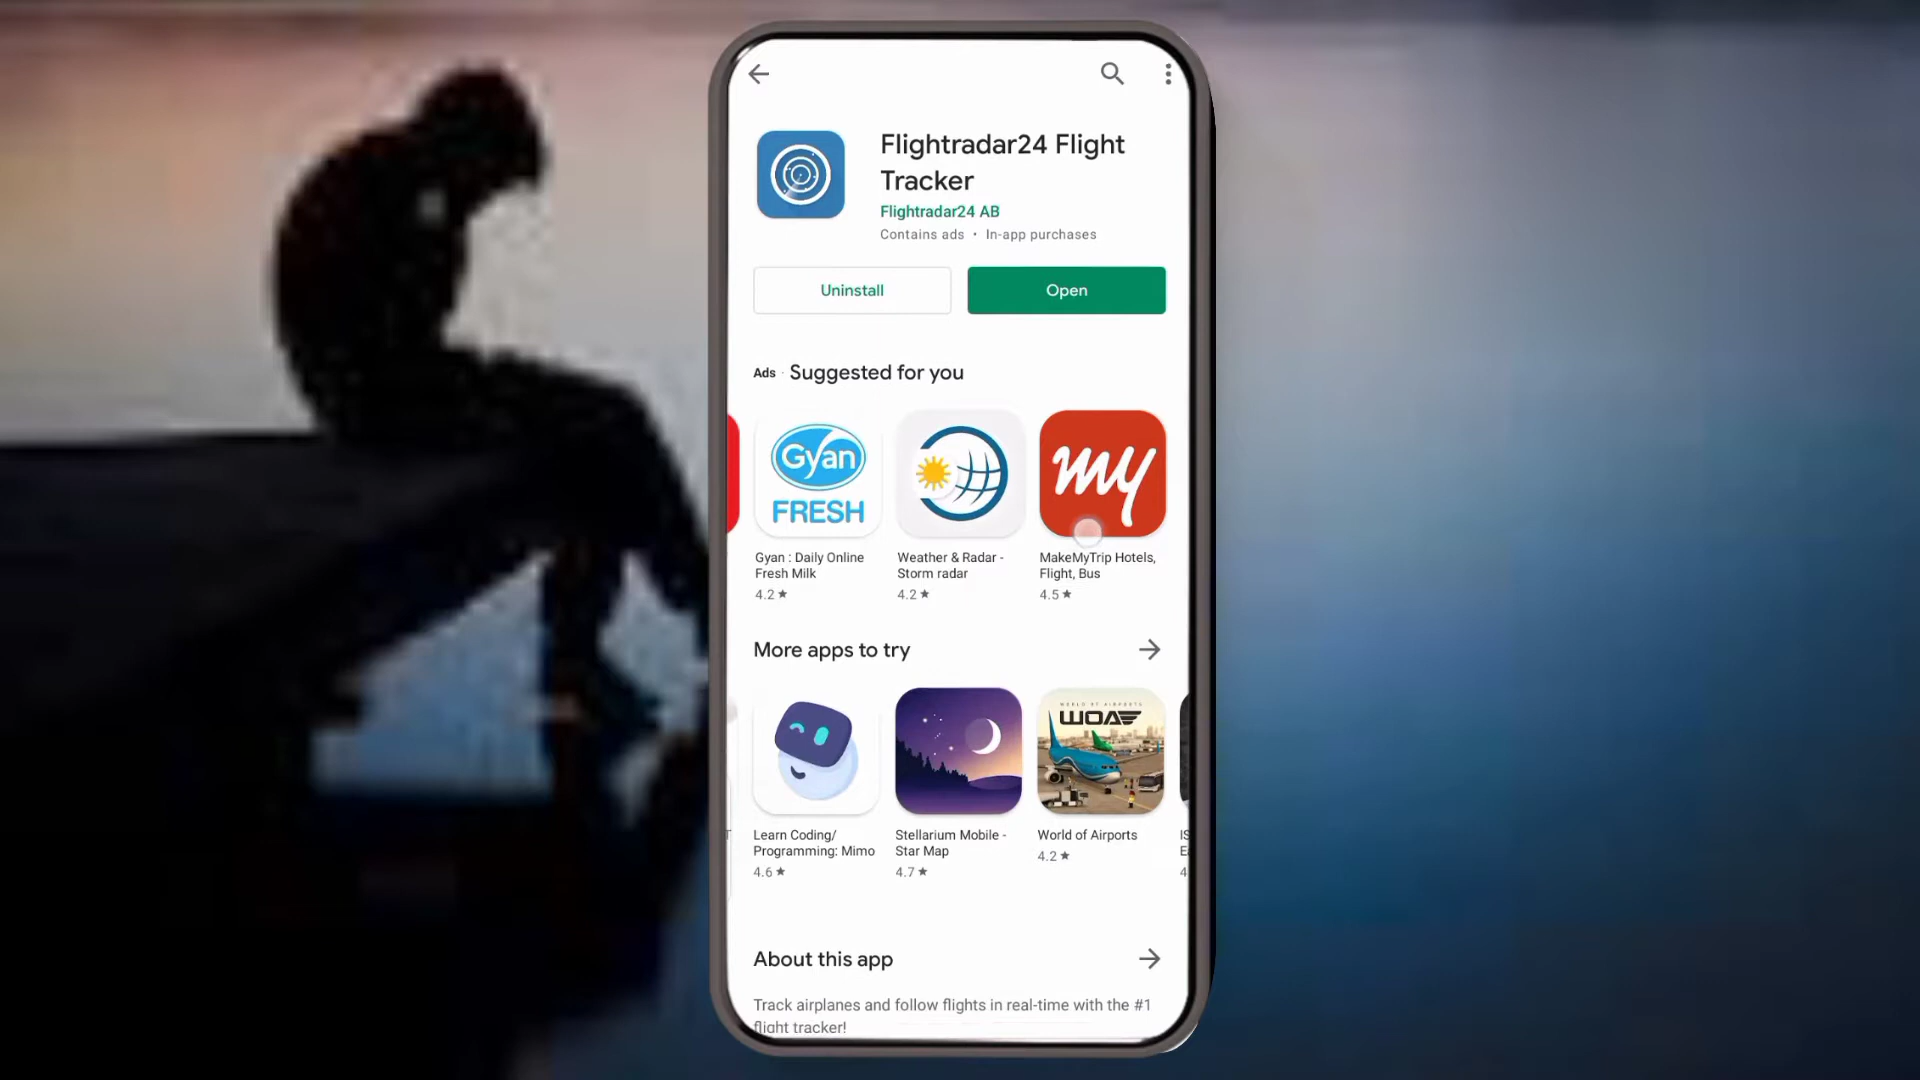 Flightradar24 Flight
Tracker
Flightradar24 AB
Contains ads • In-app purchases
Uninstall
Open
Ads · Suggested for you
Gyan
FRESH
my
Gyan : Daily Online
Fresh Milk
4.2 ★
Weather & Radar -
Storm radar
4.2 ★
MakeMyTrip Hotels,
Flight, Bus
4.5 ★
More apps to try
WORLD OF AIRPORTS
WOA
Learn Coding/
Programming: Mimo
4.6 ★
Stellarium Mobile -
Star Map
4.7 ★
World of Airports
4.2 ★
About this app
Track airplanes and follow flights in real-time with the #1
flight tracker!